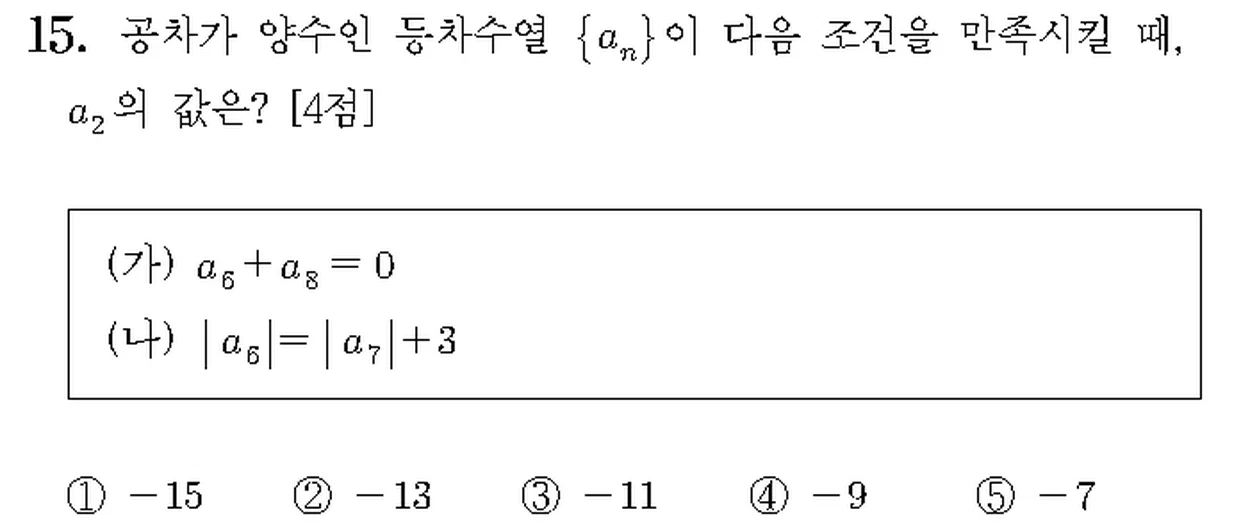 15. 공차가 양수인 등차수열 {aₙ}이 다음 조건을 만족시킬 때,
a₂의 값은? [4점]
(가) a₆+a₈=0
(나) |a₆|=|a₇|+3
① -15 ② -13 ③ -11 ④ -9 ⑤ -7